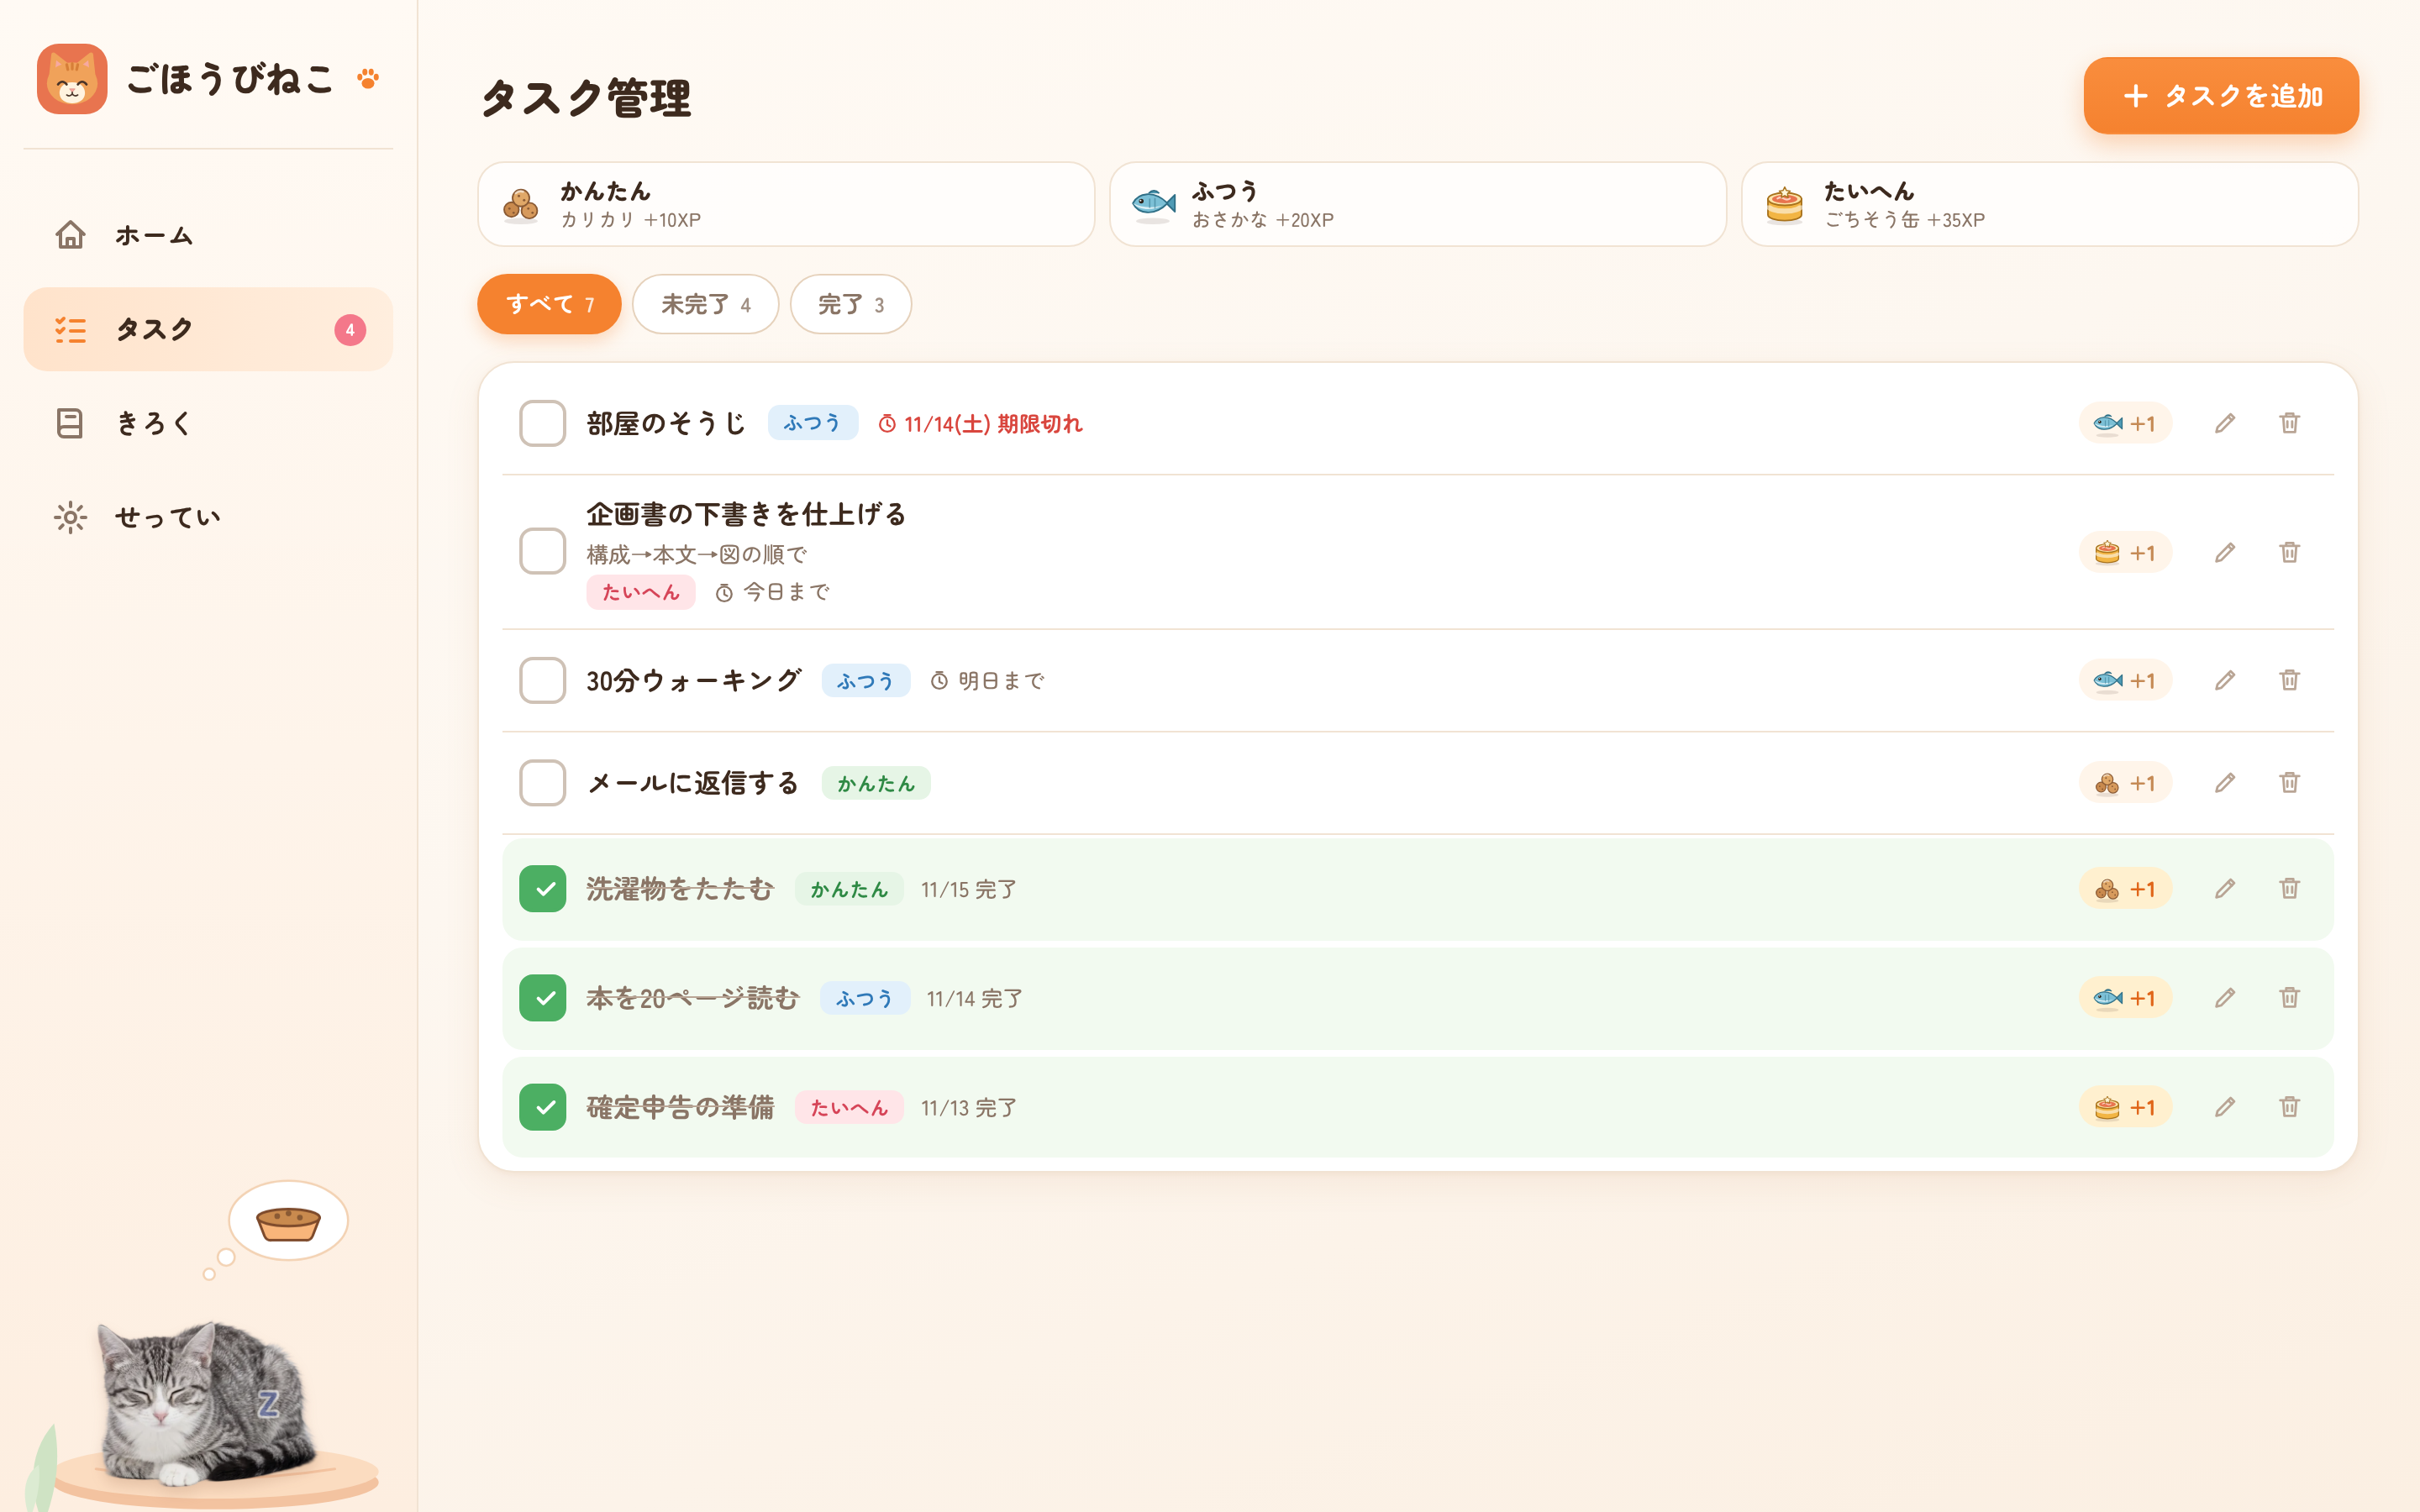 ごほうびねこ
ホーム
タスク 4
きろく
せってい
Z
タスク管理
+ タスクを追加
かんたん
カリカリ +10XP
ふつう
おさかな +20XP
たいへん
ごちそう缶 +35XP
すべて 7
未完了 4
完了 3
部屋のそうじ ふつう 11/14(土) 期限切れ +1
企画書の下書きを仕上げる
構成→本文→図の順で
たいへん 今日まで
+1
30分ウォーキング ふつう 明日まで +1
メールに返信する かんたん +1
洗濯物をたたむ かんたん 11/15 完了 +1
本を20ページ読む ふつう 11/14 完了 +1
確定申告の準備 たいへん 11/13 完了 +1